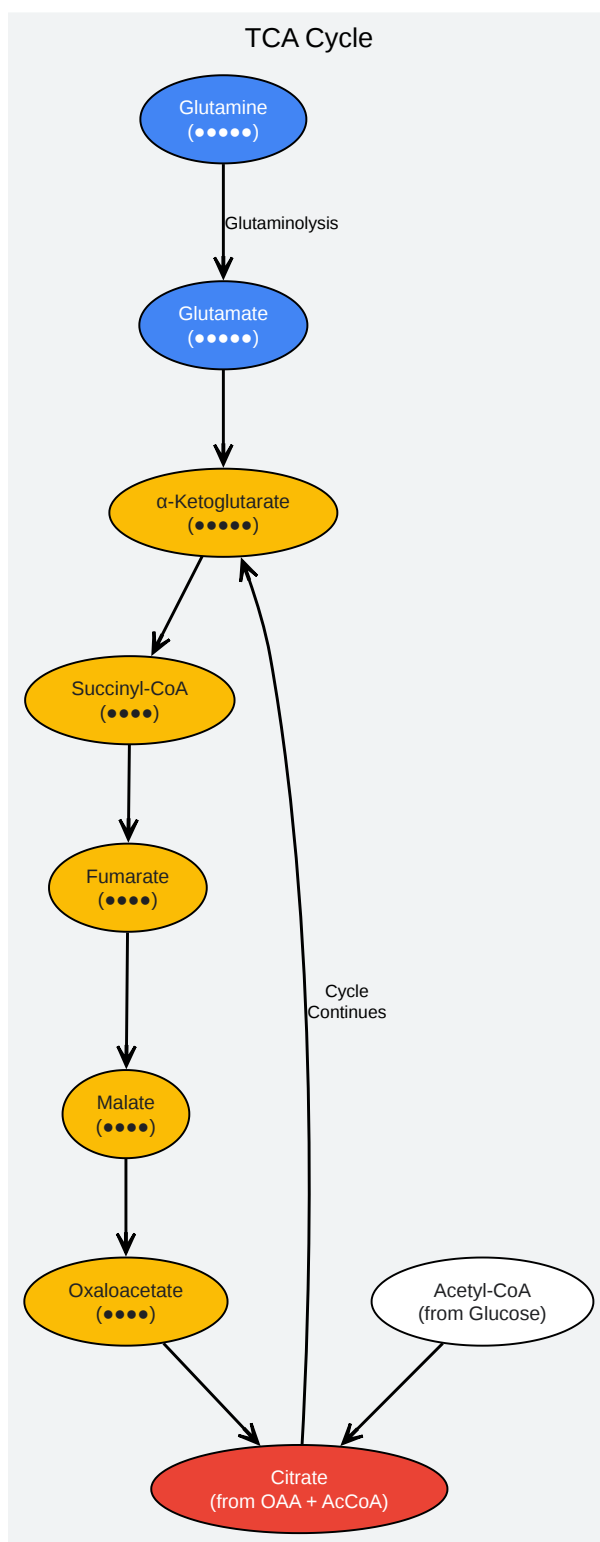 TCA Cycle
Glutamine
(●●●●●)
Glutaminolysis
Glutamate
(●●●●●)
α-Ketoglutarate
(●●●●●)
Succinyl-CoA
(●●●●)
Fumarate
(●●●●)
Cycle
Continues
Malate
(●●●●)
Oxaloacetate
(●●●●)
Acetyl-CoA
(from Glucose)
Citrate
(from OAA + AcCoA)